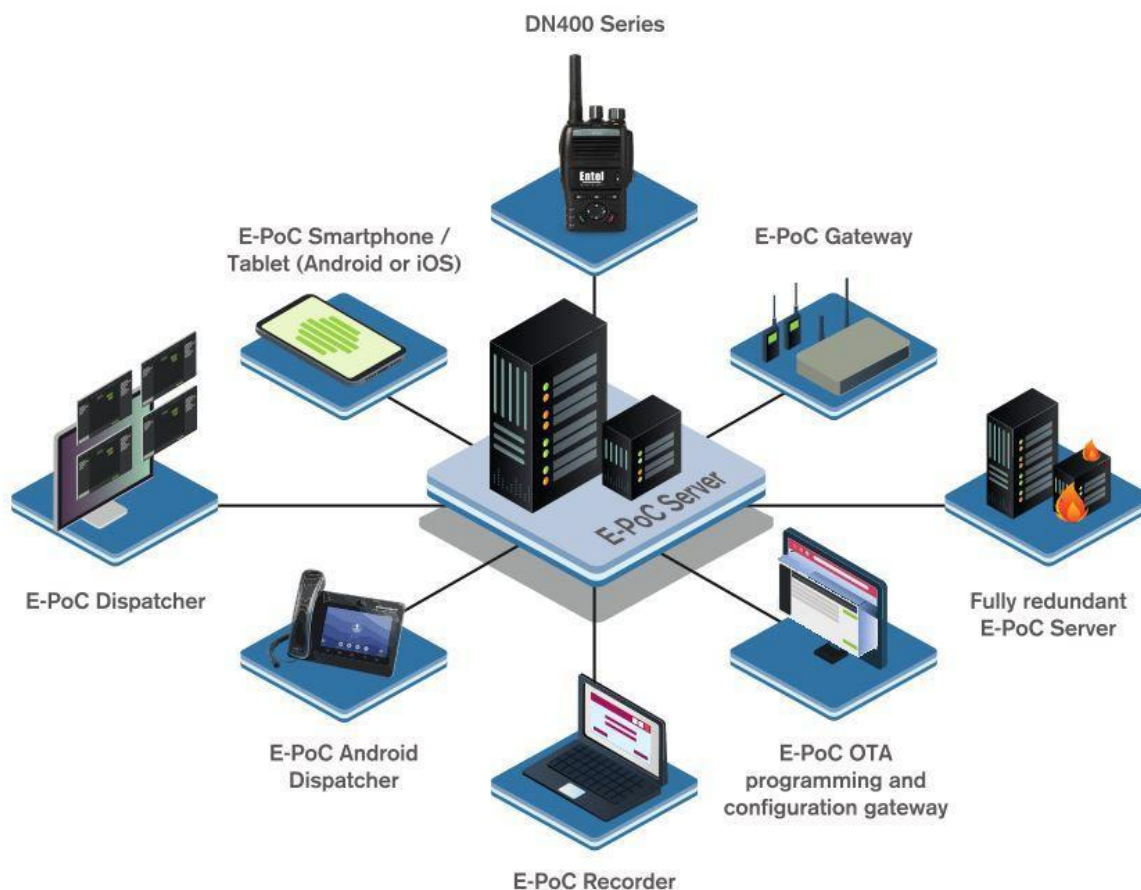 DN400 Series
E-PoC Smartphone /
Tablet (Android or iOS)
E-PoC Gateway
Entel
E-PoC Server
E-PoC Dispatcher
Fully redundant
E-PoC Server
E-PoC Android
Dispatcher
E-PoC OTA
programming and
configuration gateway
E-PoC Recorder